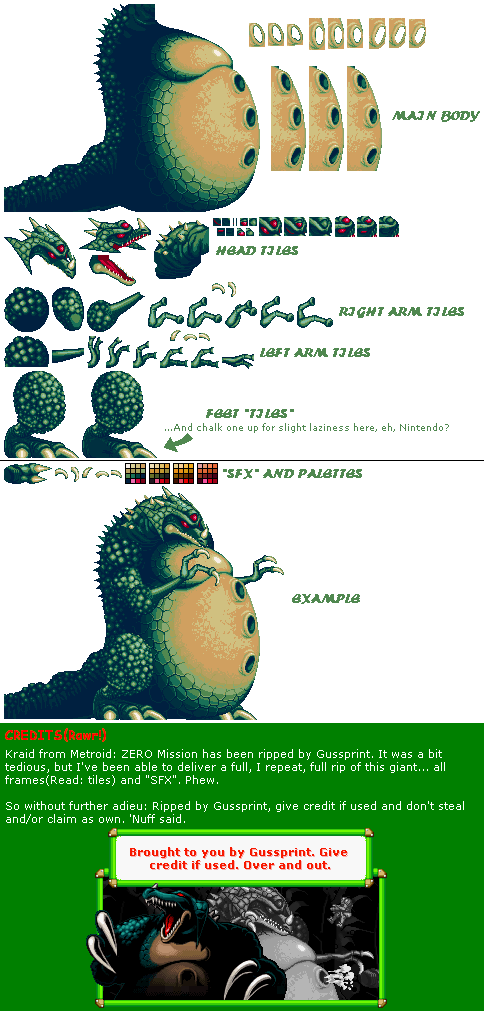 MAIN BODY
HEAD TILES
RIGHT ARM TILES
LEFT ARM TILES
FEET "TILES"
...And chalk one up for slight laziness here, eh, Nintendo?
"SFX" AND PALETTES
EXAMPLE
CREDITS(Rawr!)
Kraid from Metroid: ZERO Mission has been ripped by Gussprint. It was a bit
tedious, but I've been able to deliver a full, I repeat, full rip of this giant... all
frames(Read: tiles) and "SFX". Phew.
So without further adieu: Ripped by Gussprint, give credit if used and don't steal
and/or claim as own. 'Nuff said.
Brought to you by Gussprint. Give
credit if used. Over and out.